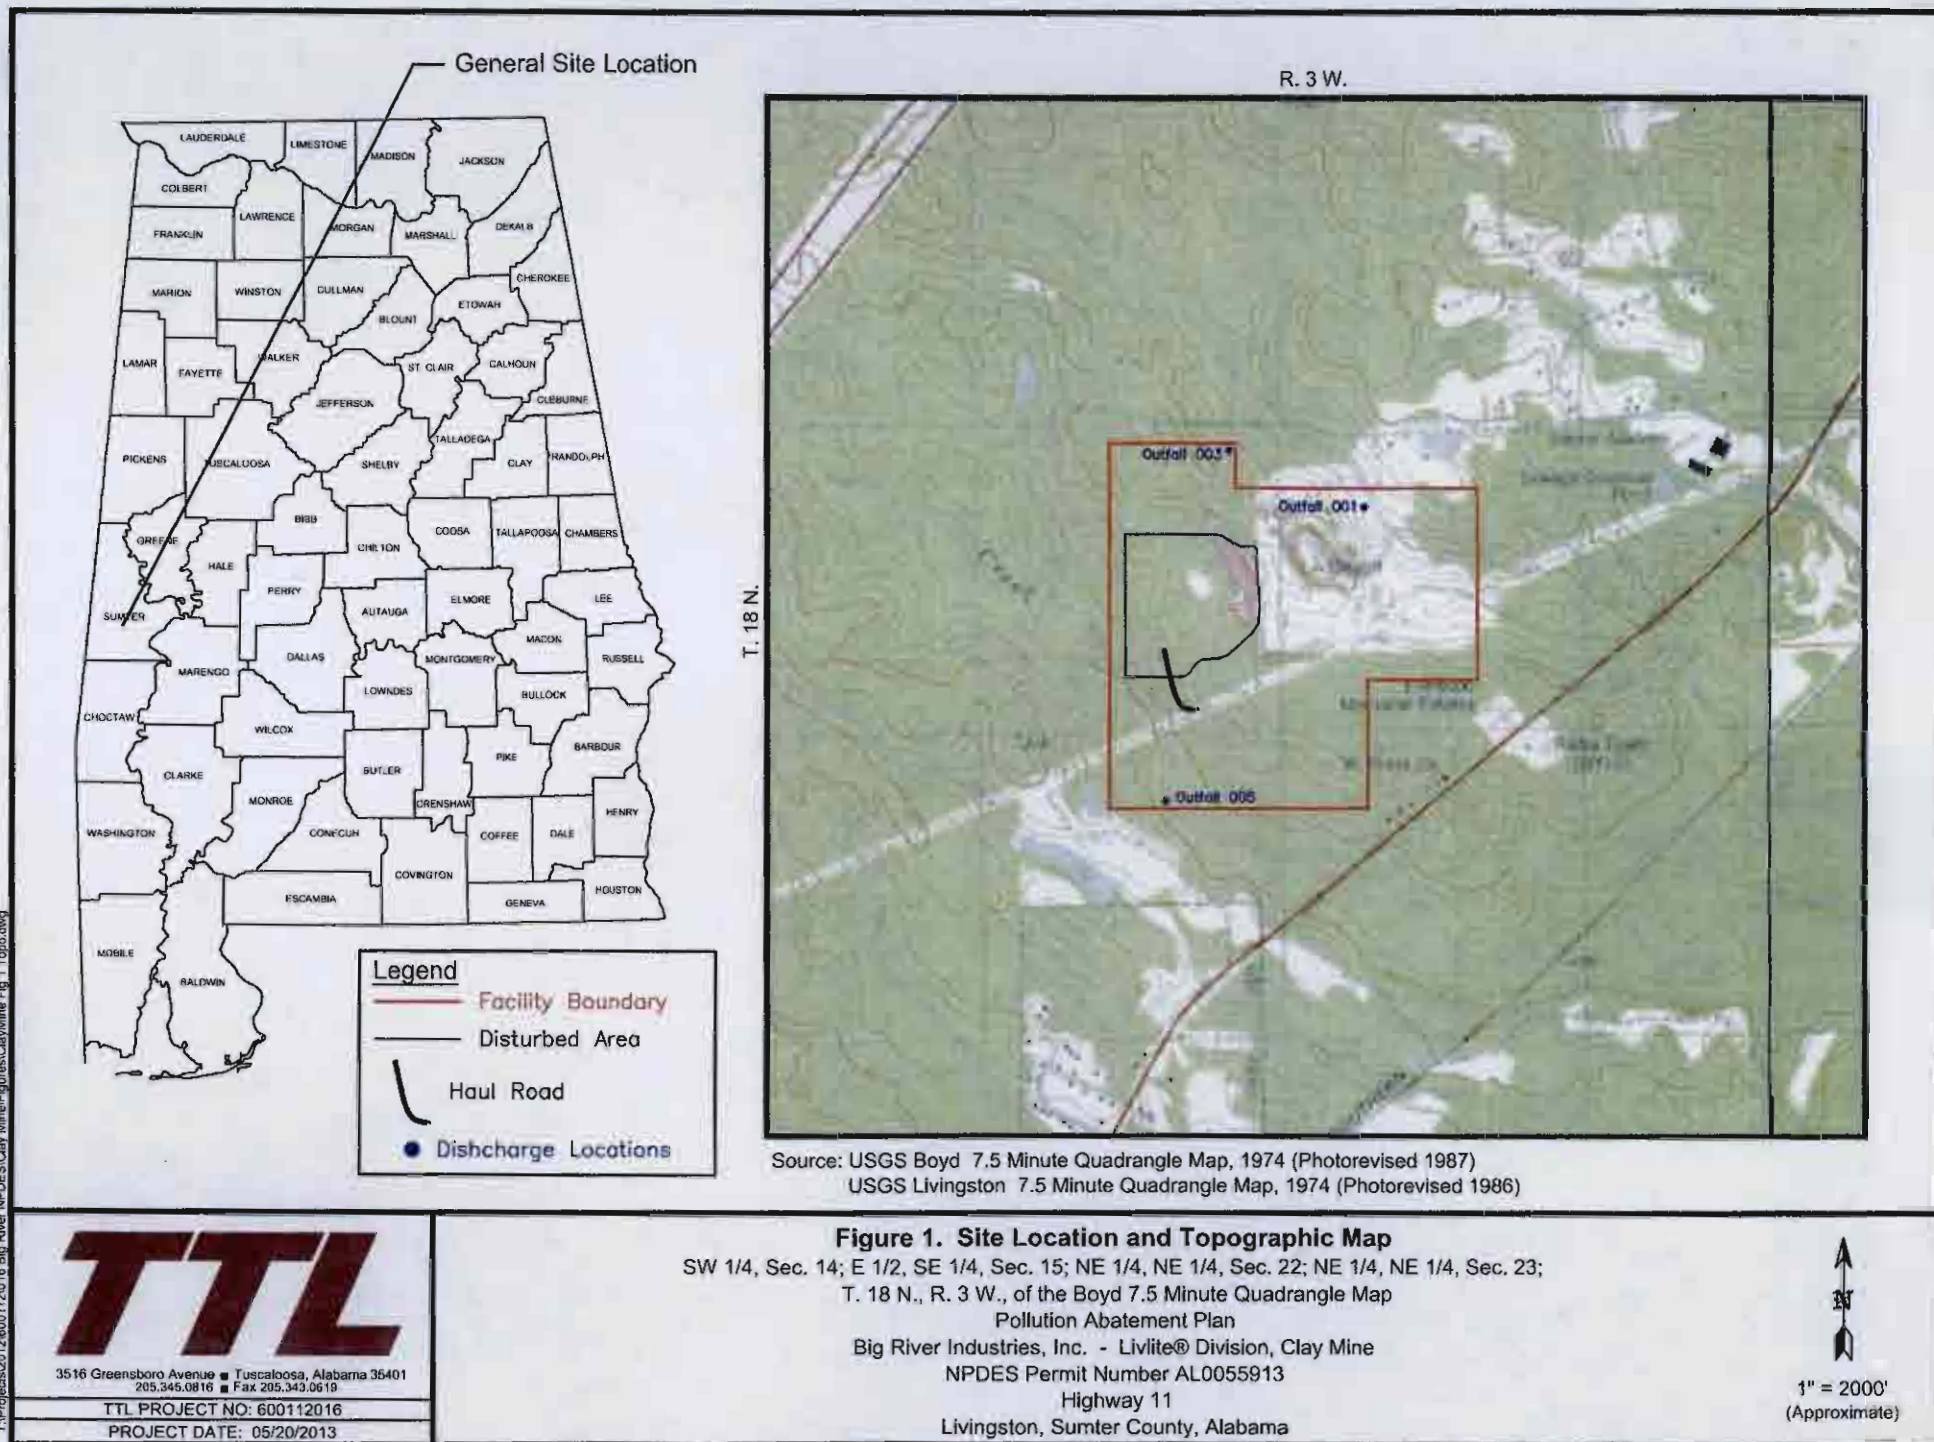 General Site Location
LAUDERDALE
LIMESTONE
MADISON
JACKSON
COLBERT
LAWRENCE
FRANKLIN
MORGAN
MARSHALL
DEKALB
CHEROKEE
MARION
WINSTON
CULLMAN
ETOWAH
BLOUNT
LAMAR
FAYETTE
WALKER
ST CLAIR
CALHOUN
JEFFERSON
CLEBURNE
TALLADEGA
PICKENS
TUSCALOOSA
SHELBY
CLAY
RANDOLPH
BIBB
GREENE
HALE
CHILTON
COOSA
TALLAPOOSA
CHAMBERS
PERRY
AUTAUGA
ELMORE
LEE
SUMTER
MACON
DALLAS
MONTGOMERY
RUSSELL
MARENGO
LOWNDES
BULLOCK
CHOCTAW
WILCOX
BARBOUR
CLARKE
BUTLER
PIKE
MONROE
CRENSHAW
HENRY
WASHINGTON
CONECUH
COFFEE
DALE
COVINGTON
ESCAMBIA
GENEVA
HOUSTON
MOBILE
BALDWIN
Legend
Facility Boundary
Disturbed Area
Haul Road
Dishcharge Locations
R. 3 W.
T. 18 N.
Outfall 003
Outfall 001
Outfall 005
Creek
14
Source: USGS Boyd 7.5 Minute Quadrangle Map, 1974 (Photorevised 1987)
USGS Livingston 7.5 Minute Quadrangle Map, 1974 (Photorevised 1986)
TTL
3516 Greensboro Avenue ■ Tuscaloosa, Alabama 35401
205.345.0816 ■ Fax 205.343.0619
TTL PROJECT NO: 600112016
PROJECT DATE: 05/20/2013
Figure 1. Site Location and Topographic Map
SW 1/4, Sec. 14; E 1/2, SE 1/4, Sec. 15; NE 1/4, NE 1/4, Sec. 22; NE 1/4, NE 1/4, Sec. 23;
T. 18 N., R. 3 W., of the Boyd 7.5 Minute Quadrangle Map
Pollution Abatement Plan
Big River Industries, Inc. - Livlite® Division, Clay Mine
NPDES Permit Number AL0055913
Highway 11
Livingston, Sumter County, Alabama
N
1" = 2000'
(Approximate)